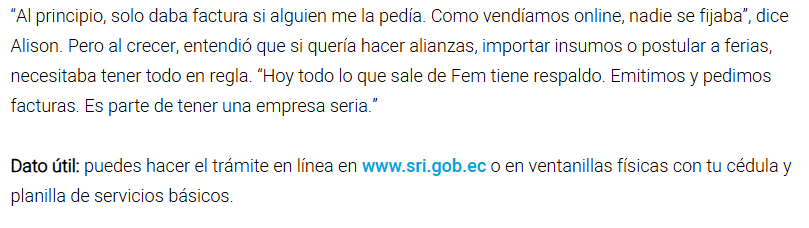 “Al principio, solo daba factura si alguien me la pedía. Como vendíamos online, nadie se fijaba”, dice
Alison. Pero al crecer, entendió que si quería hacer alianzas, importar insumos o postular a ferias,
necesitaba tener todo en regla. “Hoy todo lo que sale de Fem tiene respaldo. Emitimos y pedimos
facturas. Es parte de tener una empresa seria.”
Dato útil: puedes hacer el trámite en línea en www.sri.gob.ec o en ventanillas físicas con tu cédula y
planilla de servicios básicos.